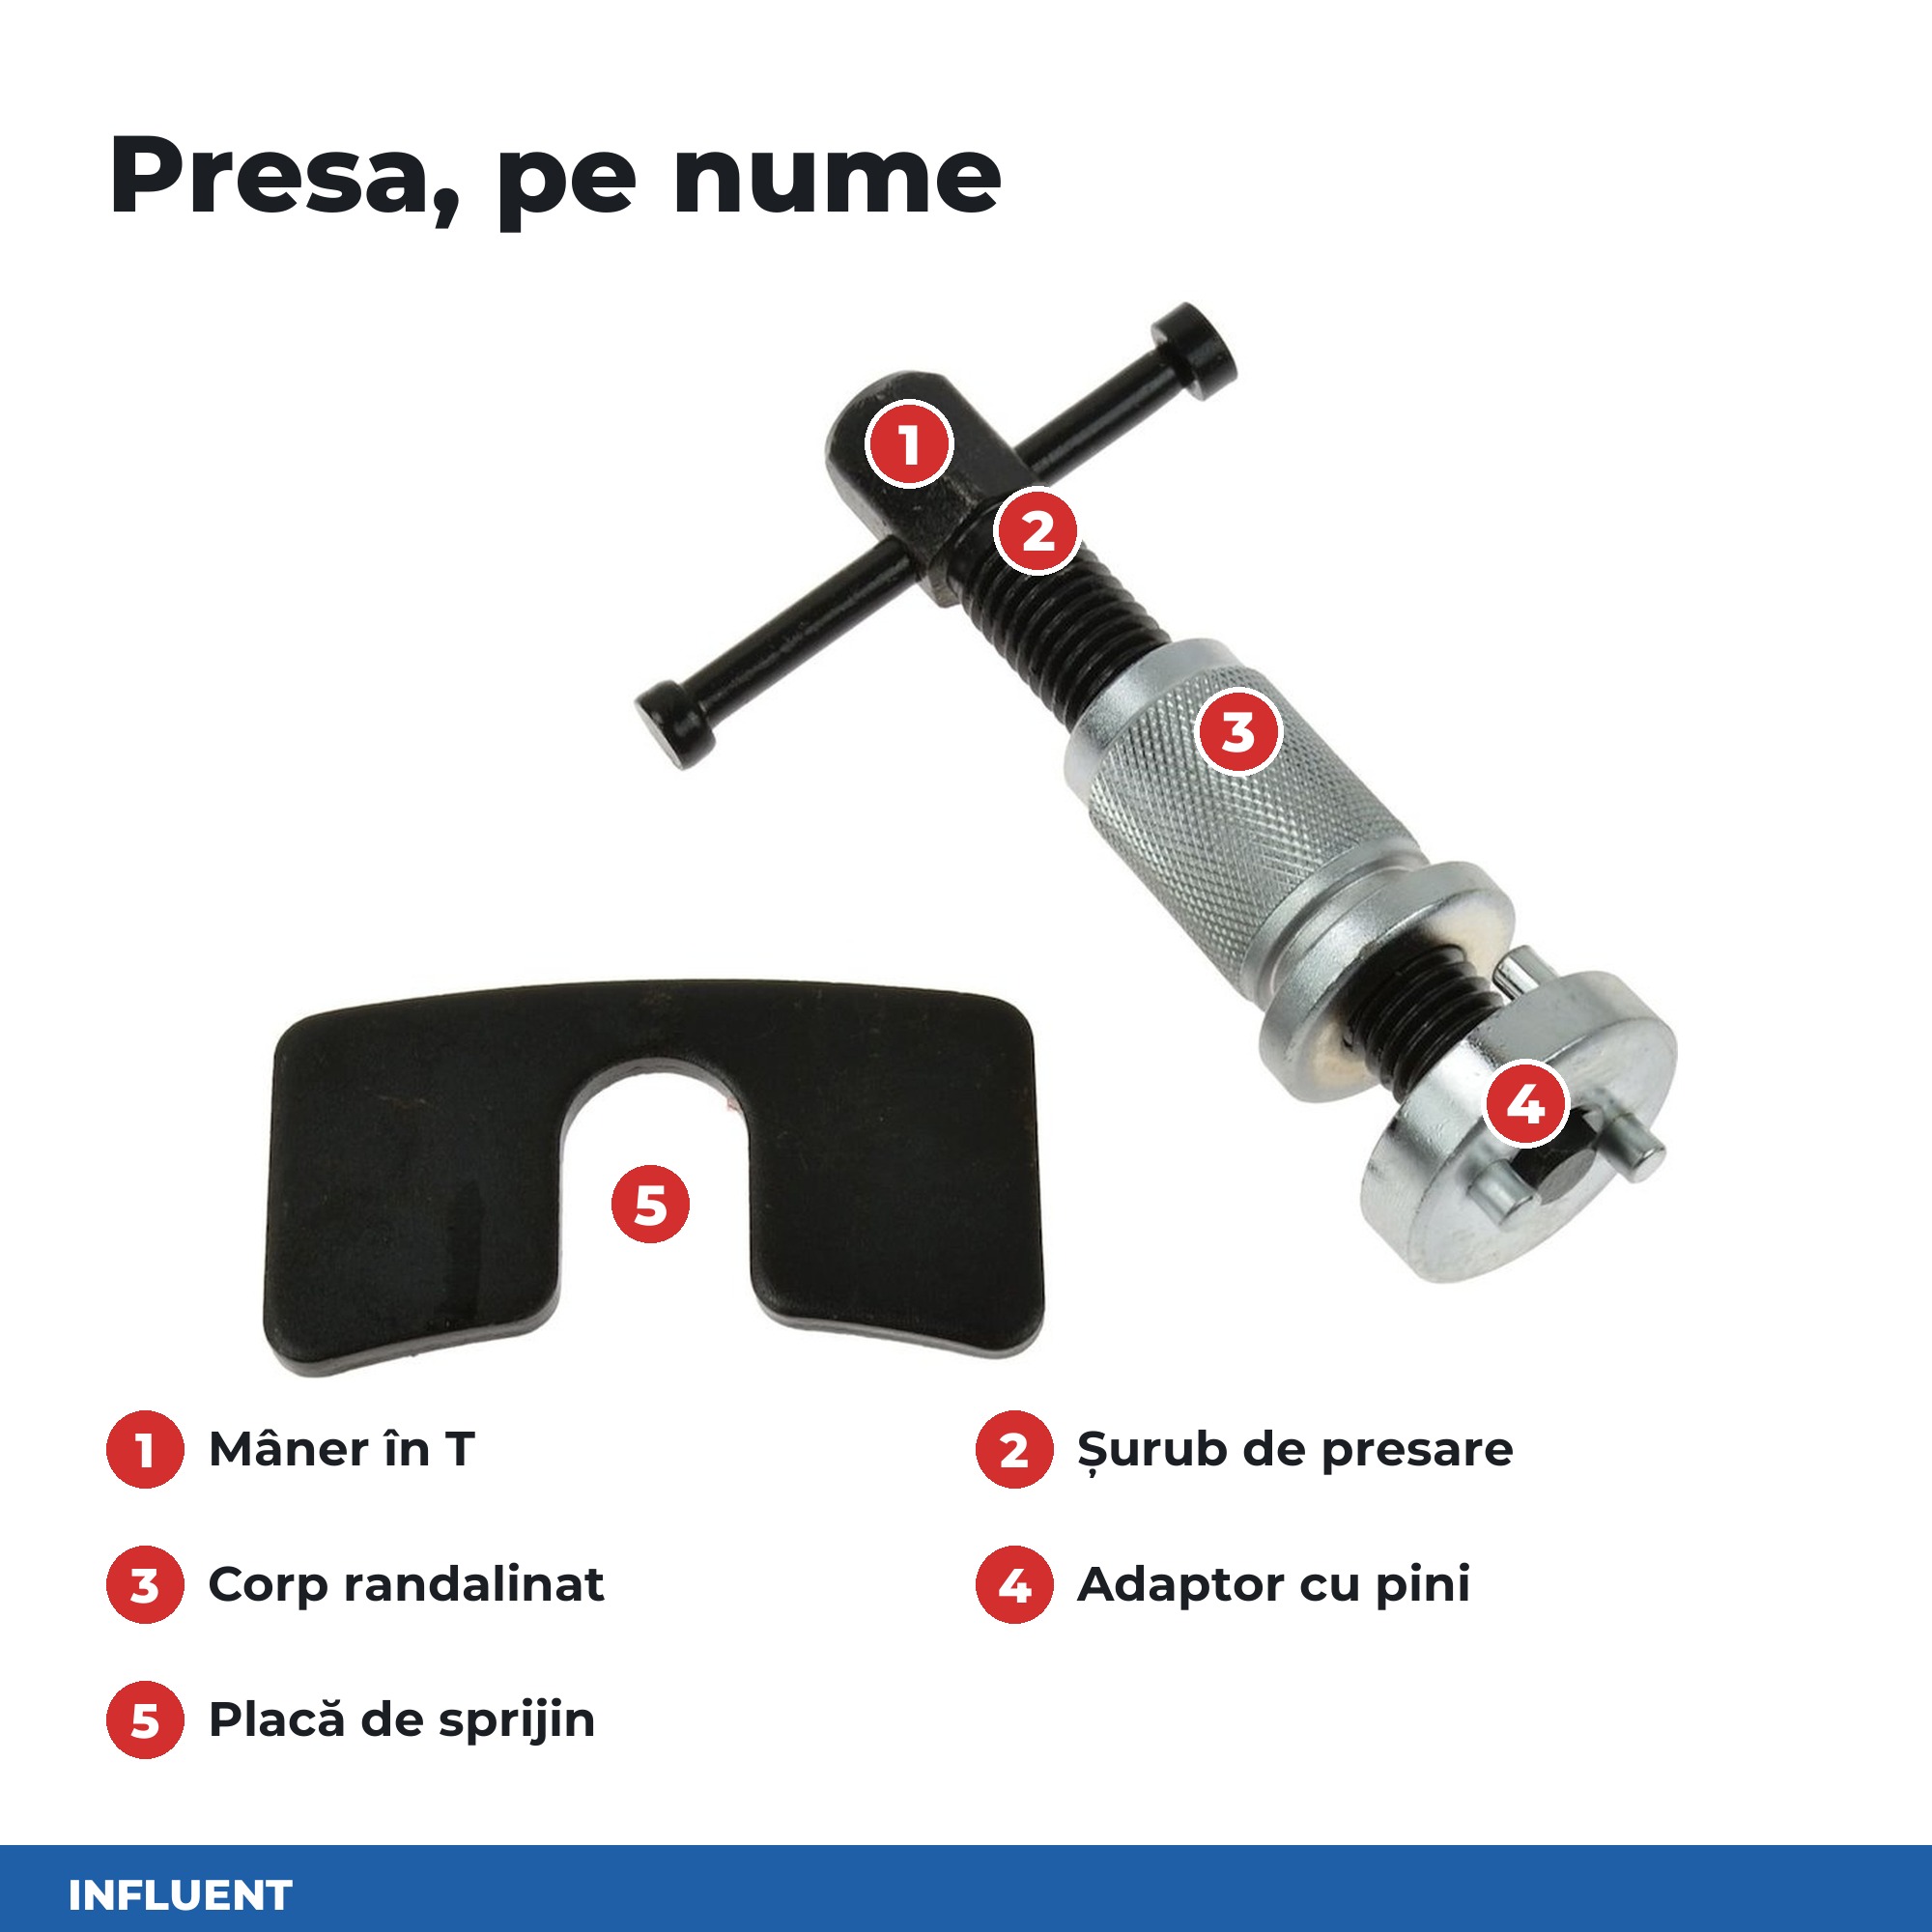 Presa, pe nume
1
2
3
4
5
1 Mâner în T
2 Șurub de presare
3 Corp randalinat
4 Adaptor cu pini
5 Placă de sprijin
INFLUENT